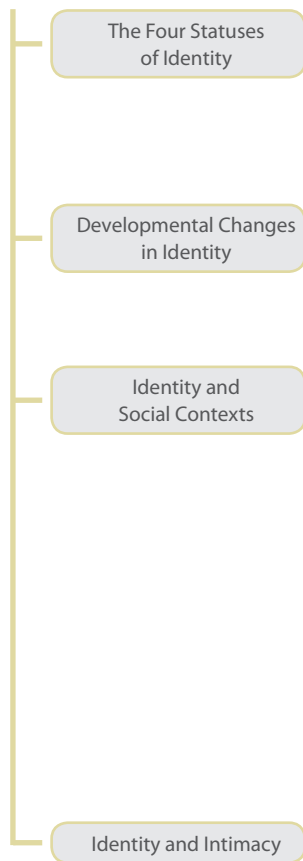 The Four Statuses
of Identity
Developmental Changes
in Identity
Identity and
Social Contexts
Identity and Intimacy